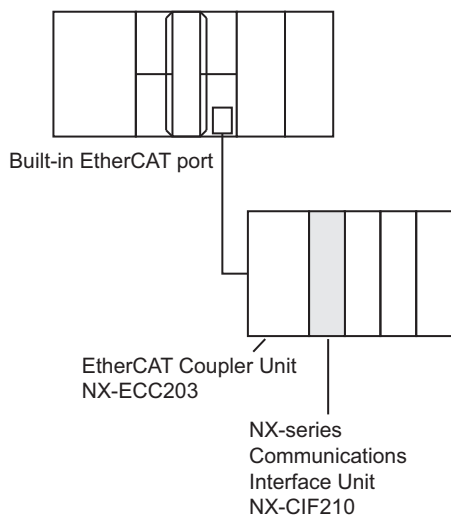 Built-in EtherCAT port
EtherCAT Coupler Unit
NX-ECC203
NX-series
Communications
Interface Unit
NX-CIF210